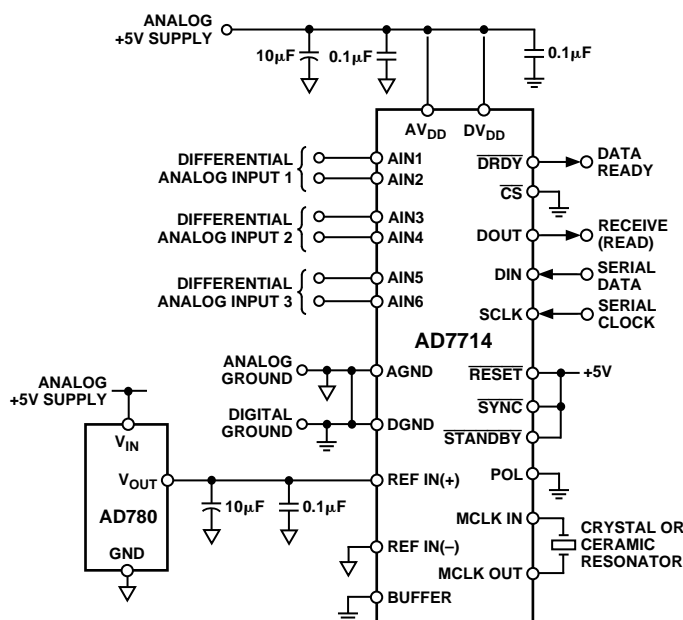 ANALOG
+5V SUPPLY
10μF
0.1μF
0.1μF
AVDD
DVDD
DIFFERENTIAL
ANALOG INPUT 1
AIN1
AIN2
DRDY
DATA
READY
CS
DIFFERENTIAL
ANALOG INPUT 2
AIN3
AIN4
DOUT
RECEIVE
(READ)
DIN
SERIAL
DATA
DIFFERENTIAL
ANALOG INPUT 3
AIN5
AIN6
SCLK
SERIAL
CLOCK
AD7714
ANALOG
GROUND
AGND
RESET
+5V
ANALOG
+5V SUPPLY
DIGITAL
GROUND
DGND
SYNC
STANDBY
VIN
VOUT
AD780
GND
10μF
0.1μF
REF IN(+)
POL
REF IN(–)
MCLK IN
MCLK OUT
CRYSTAL OR
CERAMIC
RESONATOR
BUFFER